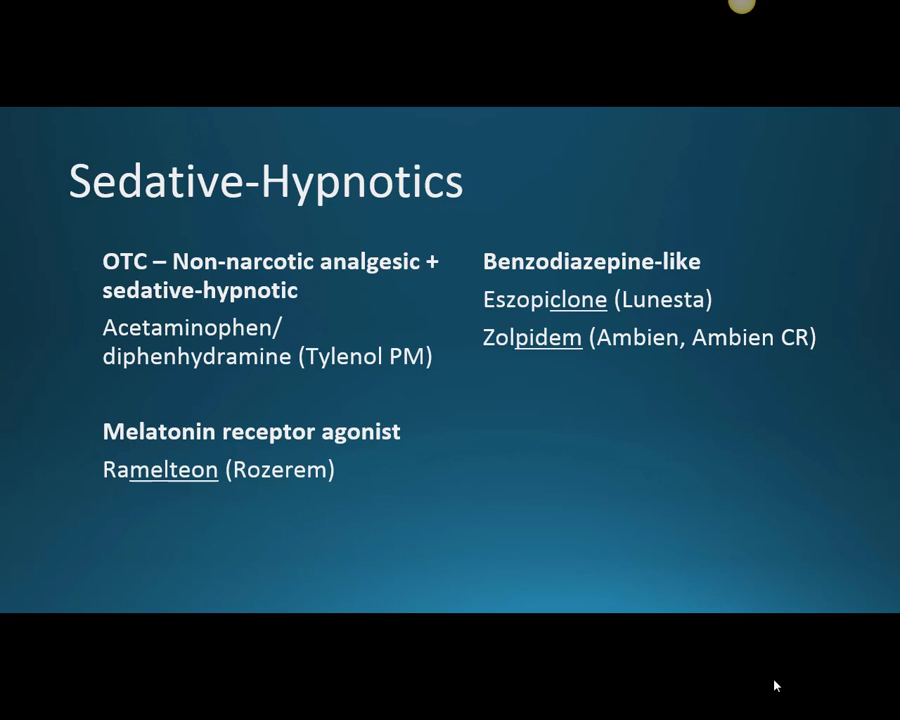 Sedative-Hypnotics
OTC – Non-narcotic analgesic +
sedative-hypnotic
Acetaminophen/
diphenhydramine (Tylenol PM)
Melatonin receptor agonist
Ramelteon (Rozerem)
Benzodiazepine-like
Eszopiclone (Lunesta)
Zolpidem (Ambien, Ambien CR)